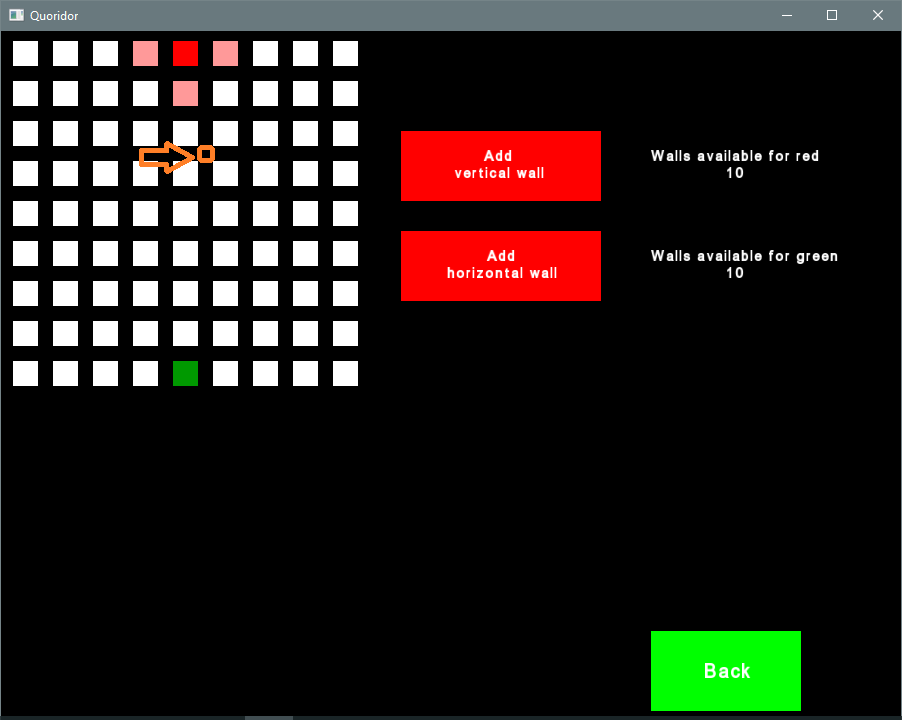 Quoridor
Add
vertical wall
Walls available for red
10
Add
horizontal wall
Walls available for green
10
Back